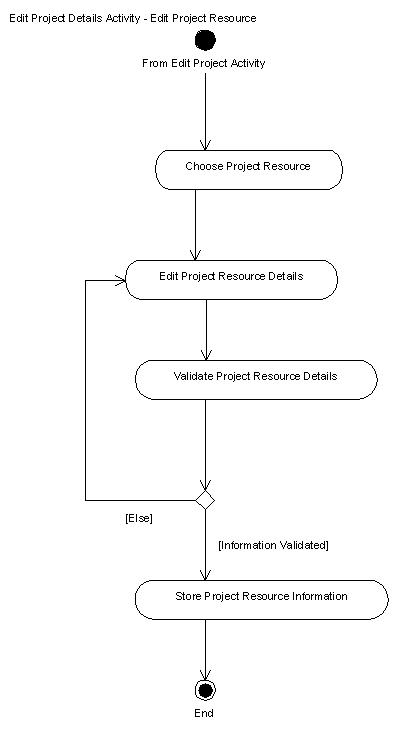 Edit Project Details Activity - Edit Project Resource
From Edit Project Activity
Choose Project Resource
Edit Project Resource Details
Validate Project Resource Details
[Else]
[Information Validated]
Store Project Resource Information
End